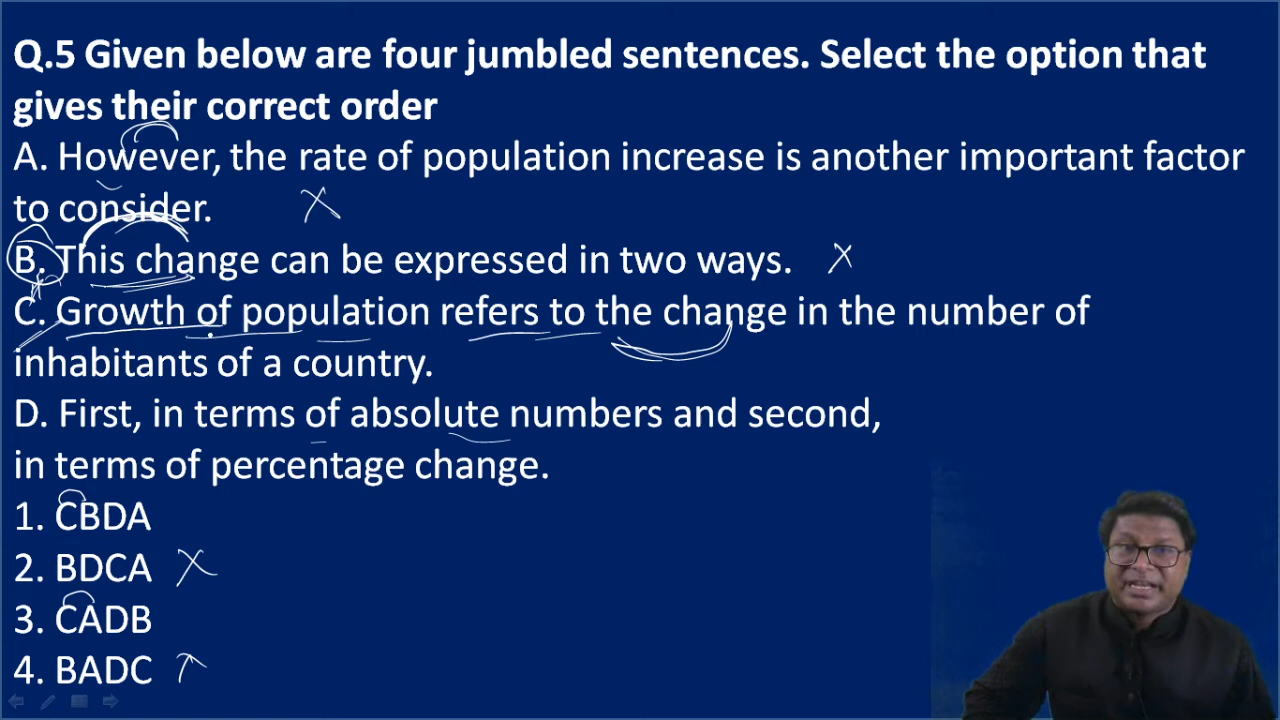 Q.5 Given below are four jumbled sentences. Select the option that
gives their correct order
A. However, the rate of population increase is another important factor
to consider.
B. This change can be expressed in two ways.
C. Growth of population refers to the change in the number of
inhabitants of a country.
D. First, in terms of absolute numbers and second,
in terms of percentage change.
1. CBDA
2. BDCA
3. CADB
4. BADC